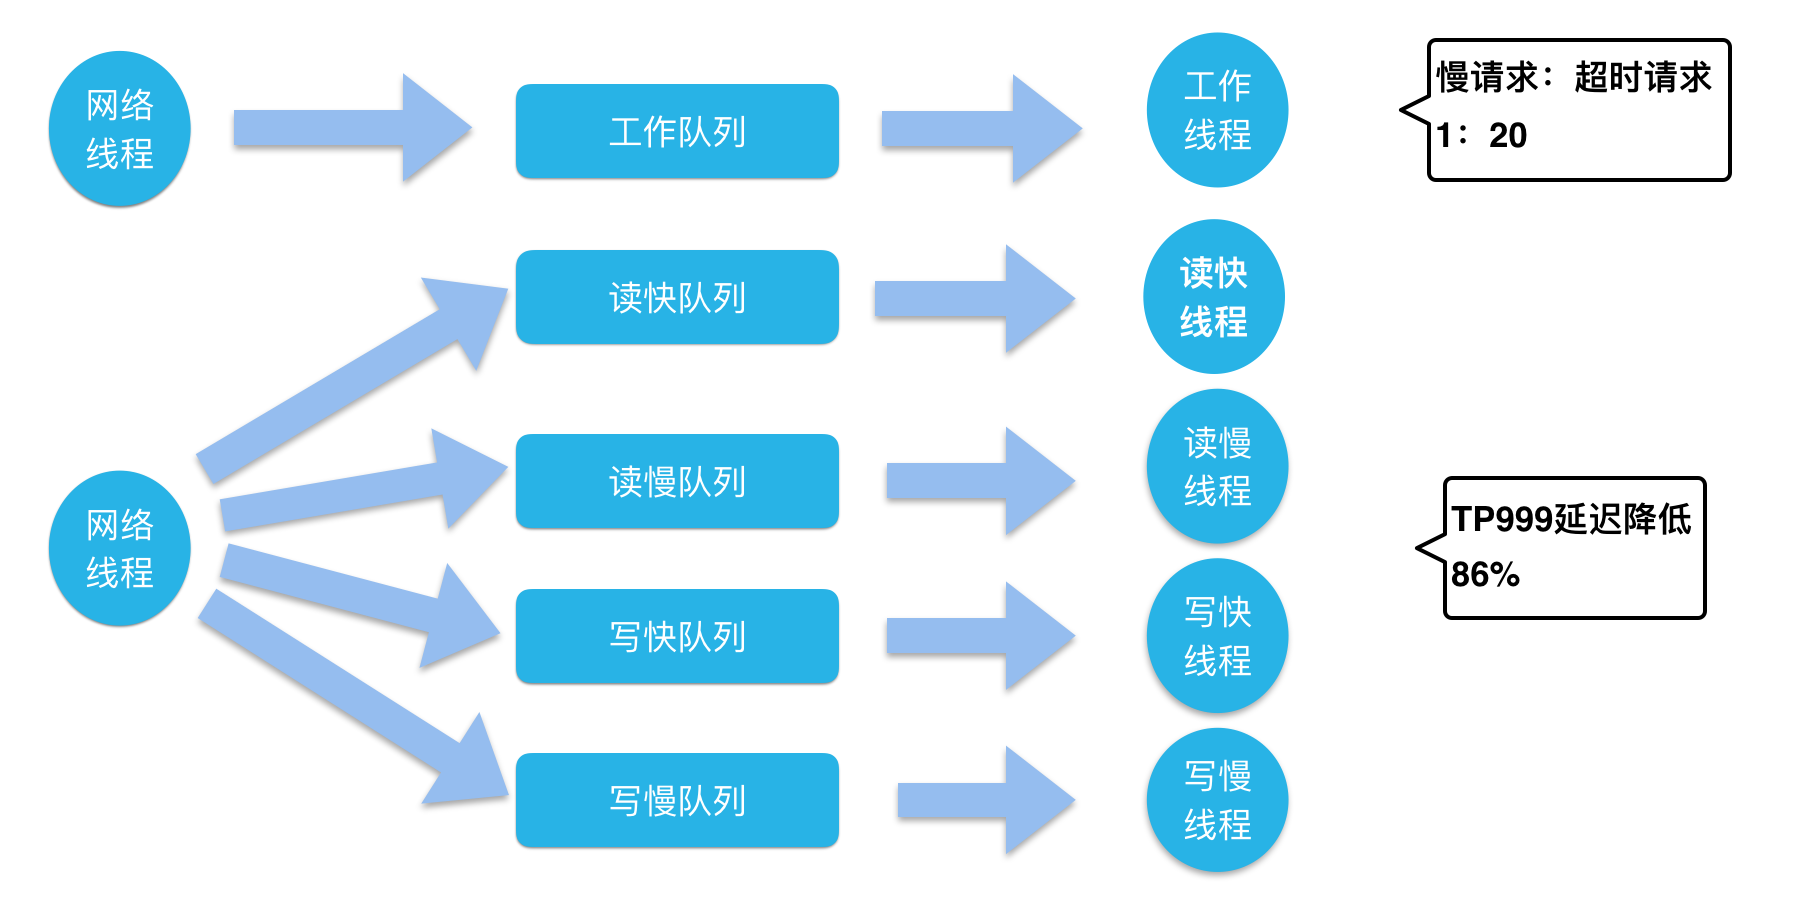 网络
线程
工作队列
工作
线程
慢请求：超时请求
1：20
读快队列
读快
线程
网络
线程
读慢队列
读慢
线程
写快队列
写快
线程
TP999延迟降低
86%
写慢队列
写慢
线程